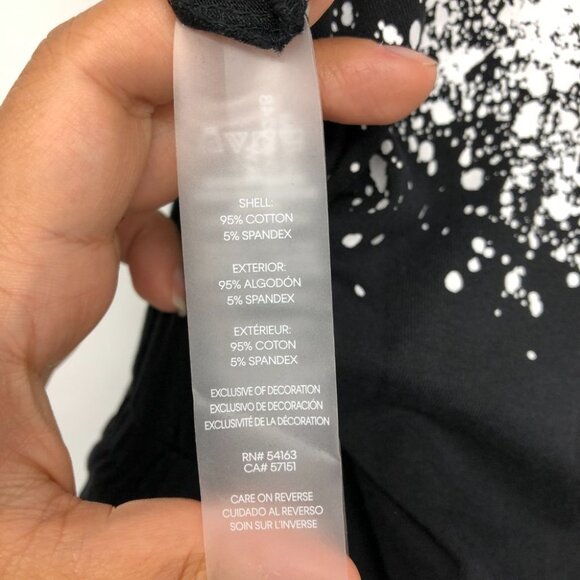 SHELL:
95% COTTON
5% SPANDEX
EXTERIOR:
95% ALGODÓN
5% SPANDEX
EXTÉRIEUR:
95% COTON
5% SPANDEX
EXCLUSIVE OF DECORATION
EXCLUSIVO DE DECORACIÓN
EXCLUSIVITÉ DE LA DÉCORATION
RN# 54163
CA# 57151
CARE ON REVERSE
CUIDADO AL REVERSO
SOIN SUR L'INVERSE